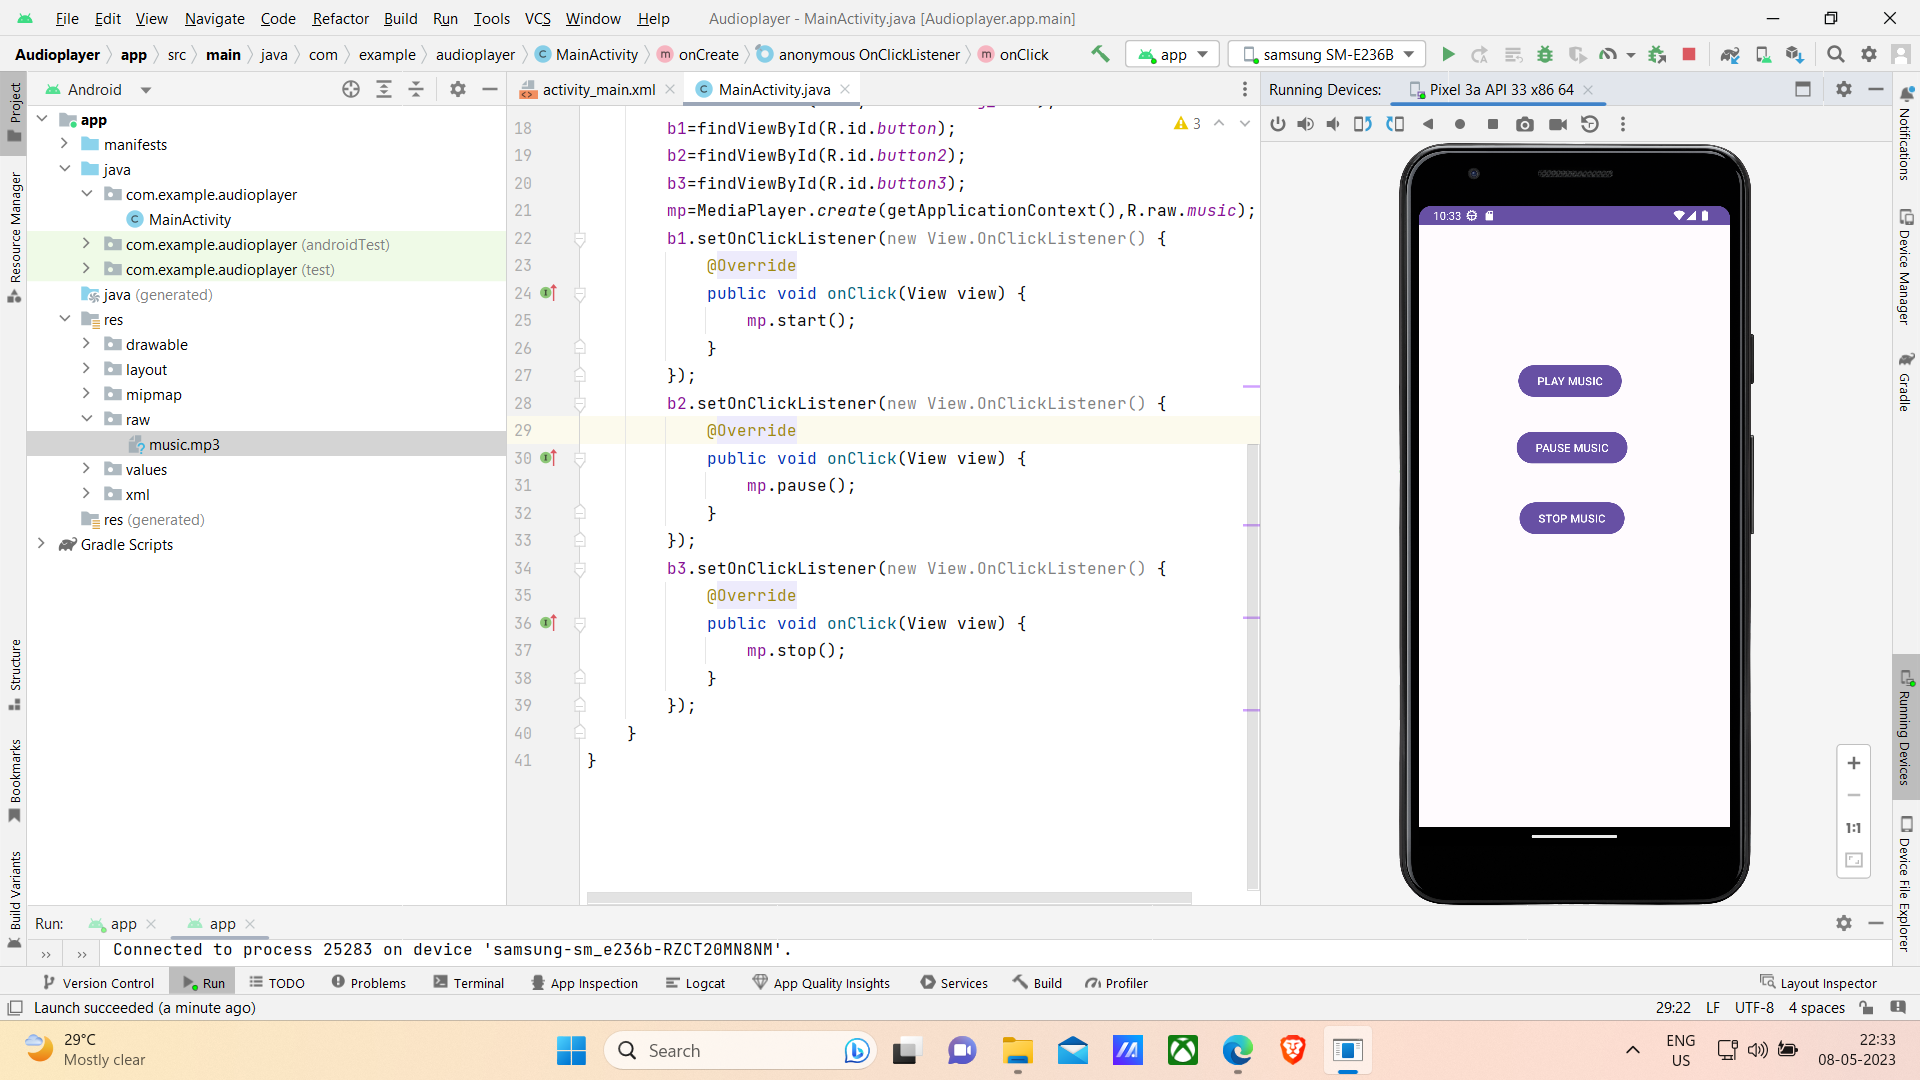 File Edit View Navigate Code Refactor Build Run Tools VCS Window Help Audioplayer - MainActivity.java [Audioplayer.app.main]
Audioplayer app src main java com example audioplayer MainActivity onCreate anonymous OnClickListener onClick app samsung SM-E236B
Project
Resource Manager
Structure
Bookmarks
Build Variants
Android
app
manifests
java
com.example.audioplayer
MainActivity
com.example.audioplayer (androidTest)
com.example.audioplayer (test)
java (generated)
res
drawable
layout
mipmap
raw
music.mp3
values
xml
res (generated)
Gradle Scripts
activity_main.xml MainActivity.java
3
18 b1=findViewById(R.id.button);
19 b2=findViewById(R.id.button2);
20 b3=findViewById(R.id.button3);
21 mp=MediaPlayer.create(getApplicationContext(),R.raw.music);
22 b1.setOnClickListener(new View.OnClickListener() {
23 @Override
24 public void onClick(View view) {
25 mp.start();
26 }
27 });
28 b2.setOnClickListener(new View.OnClickListener() {
29 @Override
30 public void onClick(View view) {
31 mp.pause();
32 }
33 });
34 b3.setOnClickListener(new View.OnClickListener() {
35 @Override
36 public void onClick(View view) {
37 mp.stop();
38 }
39 });
40 }
41 }
Running Devices: Pixel 3a API 33 x86 64
10:33
PLAY MUSIC
PAUSE MUSIC
STOP MUSIC
1:1
Notifications
Device Manager
Gradle
Running Devices
Device File Explorer
Run: app app
Connected to process 25283 on device 'samsung-sm_e236b-RZCT20MN8NM'.
Version Control Run TODO Problems Terminal App Inspection Logcat App Quality Insights Services Build Profiler Layout Inspector
Launch succeeded (a minute ago) 29:22 LF UTF-8 4 spaces
29°C
Mostly clear
Search
ENG
US
22:33
08-05-2023